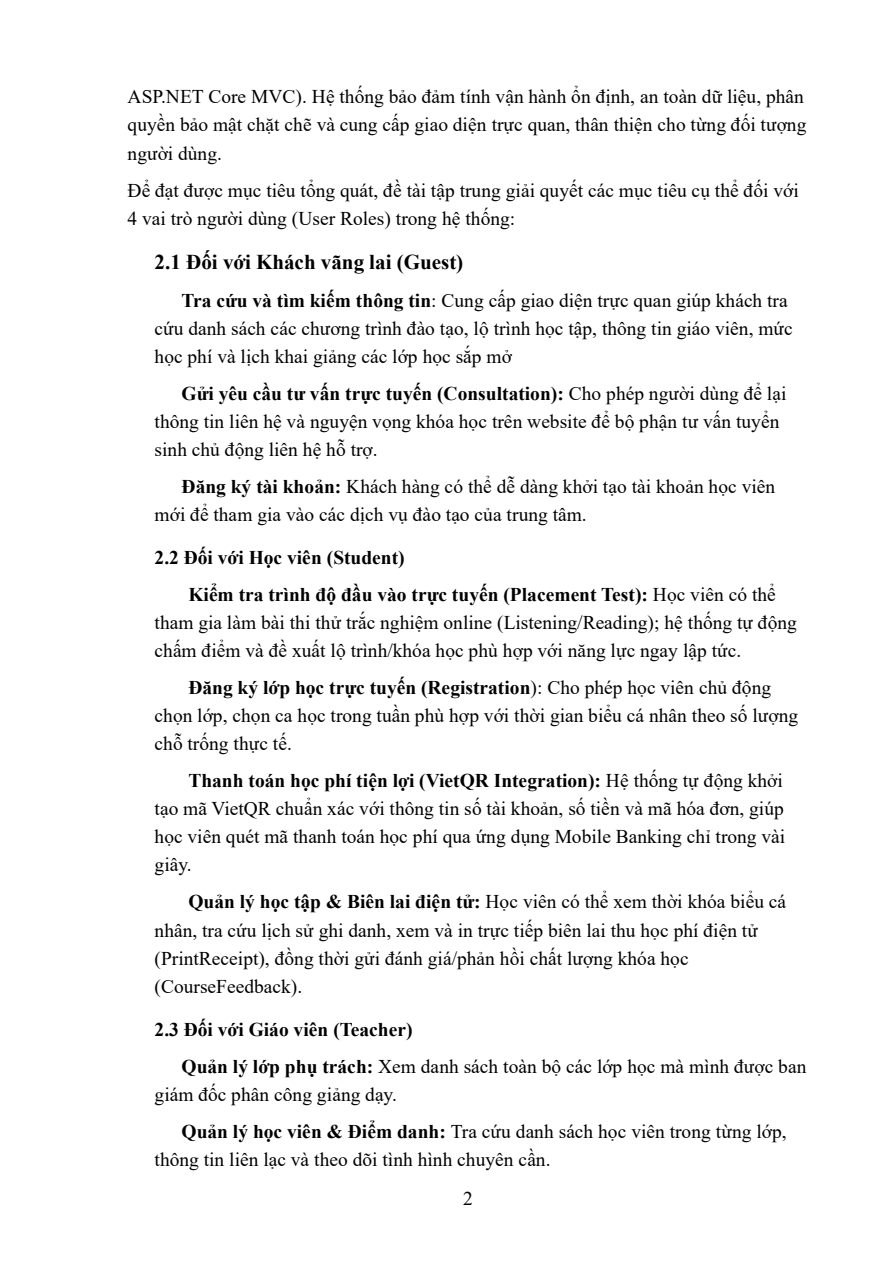 ASP.NET Core MVC). Hệ thống bảo đảm tính vận hành ổn định, an toàn dữ liệu, phân
quyền bảo mật chặt chẽ và cung cấp giao diện trực quan, thân thiện cho từng đối tượng
người dùng.
Để đạt được mục tiêu tổng quát, đề tài tập trung giải quyết các mục tiêu cụ thể đối với
4 vai trò người dùng (User Roles) trong hệ thống:
2.1 Đối với Khách vãng lai (Guest)
Tra cứu và tìm kiếm thông tin: Cung cấp giao diện trực quan giúp khách tra
cứu danh sách các chương trình đào tạo, lộ trình học tập, thông tin giáo viên, mức
học phí và lịch khai giảng các lớp học sắp mở
Gửi yêu cầu tư vấn trực tuyến (Consultation): Cho phép người dùng để lại
thông tin liên hệ và nguyện vọng khóa học trên website để bộ phận tư vấn tuyển
sinh chủ động liên hệ hỗ trợ.
Đăng ký tài khoản: Khách hàng có thể dễ dàng khởi tạo tài khoản học viên
mới để tham gia vào các dịch vụ đào tạo của trung tâm.
2.2 Đối với Học viên (Student)
Kiểm tra trình độ đầu vào trực tuyến (Placement Test): Học viên có thể
tham gia làm bài thi thử trắc nghiệm online (Listening/Reading); hệ thống tự động
chấm điểm và đề xuất lộ trình/khóa học phù hợp với năng lực ngay lập tức.
Đăng ký lớp học trực tuyến (Registration): Cho phép học viên chủ động
chọn lớp, chọn ca học trong tuần phù hợp với thời gian biểu cá nhân theo số lượng
chỗ trống thực tế.
Thanh toán học phí tiện lợi (VietQR Integration): Hệ thống tự động khởi
tạo mã VietQR chuẩn xác với thông tin số tài khoản, số tiền và mã hóa đơn, giúp
học viên quét mã thanh toán học phí qua ứng dụng Mobile Banking chỉ trong vài
giây.
Quản lý học tập & Biên lai điện tử: Học viên có thể xem thời khóa biểu cá
nhân, tra cứu lịch sử ghi danh, xem và in trực tiếp biên lai thu học phí điện tử
(PrintReceipt), đồng thời gửi đánh giá/phản hồi chất lượng khóa học
(CourseFeedback).
2.3 Đối với Giáo viên (Teacher)
Quản lý lớp phụ trách: Xem danh sách toàn bộ các lớp học mà mình được ban
giám đốc phân công giảng dạy.
Quản lý học viên & Điểm danh: Tra cứu danh sách học viên trong từng lớp,
thông tin liên lạc và theo dõi tình hình chuyên cần.
2